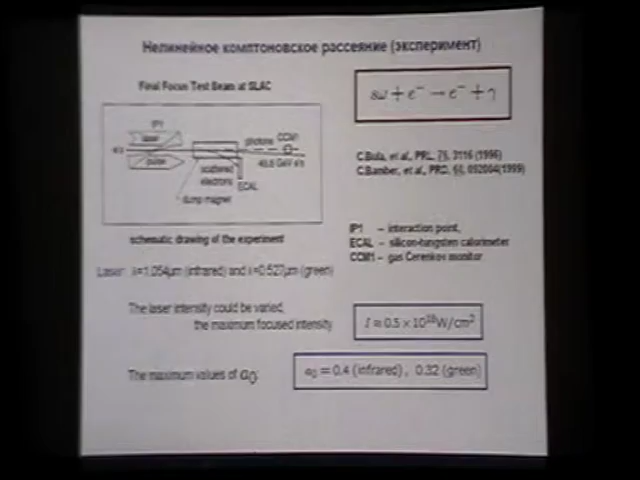 Нелинейное комптоновское рассеяние (эксперимент)
Final Focus Test Beam at SLAC
sω + e⁻ → e⁻ + γ
IP1
laser
pulse
e's
photons
CCM1
46.6 GeV e's
scattered
electrons
ECAL
dump magnet
C.Bula, et al., PRL, 76, 3116 (1996)
C.Bamber, et al., PRD, 60, 092004(1999)
schematic drawing of the experiment
IP1 – interaction point,
ECAL – silicon-tungsten calorimeter
CCM1 – gas Cerenkov monitor
Laser: λ=1.054μm (infrared) and λ=0.527μm (green)
The laser intensity could be varied,
the maximum focused intensity
I ≈ 0.5 × 10¹⁸W/cm²
The maximum values of a₀:
a₀ = 0.4 (infrared) , 0.32 (green)